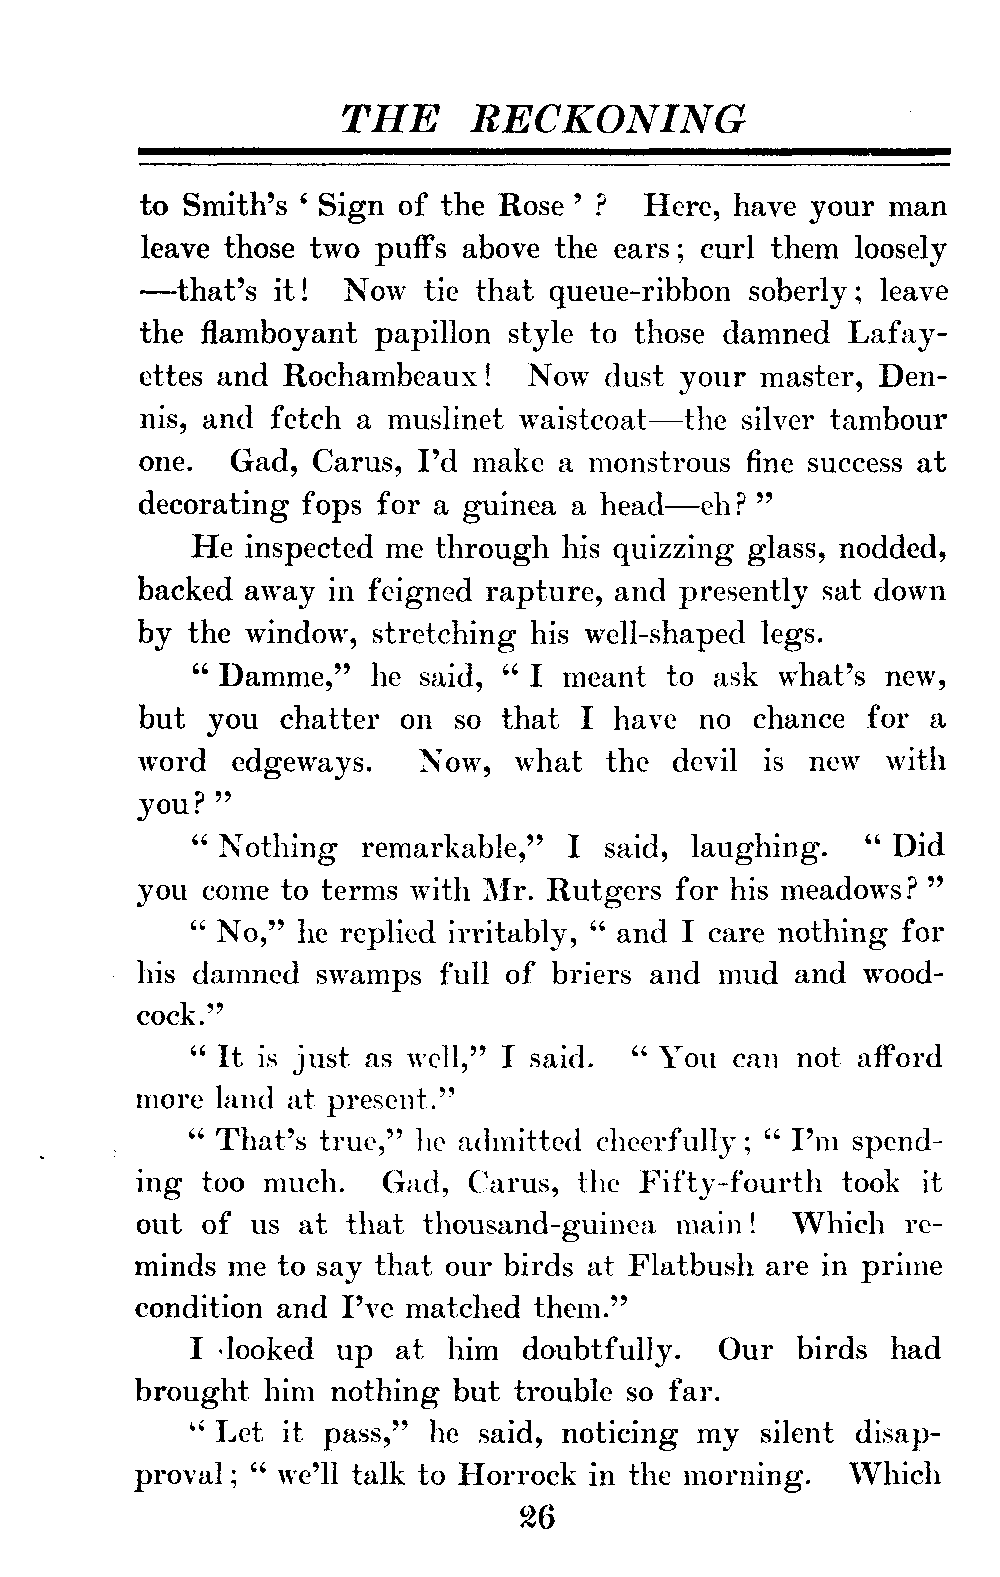 THE RECKONING
to Smith's ‘ Sign of the Rose ’ ? Here, have your man
leave those two puffs above the ears ; curl them loosely
—that's it ! Now tie that queue-ribbon soberly ; leave
the flamboyant papillon style to those damned Lafay-
ettes and Rochambeaux ! Now dust your master, Den-
nis, and fetch a muslinet waistcoat—the silver tambour
one. Gad, Carus, I'd make a monstrous fine success at
decorating fops for a guinea a head—eh? ”
He inspected me through his quizzing glass, nodded,
backed away in feigned rapture, and presently sat down
by the window, stretching his well-shaped legs.
“ Damme,” he said, “ I meant to ask what's new,
but you chatter on so that I have no chance for a
word edgeways. Now, what the devil is new with
you? ”
“ Nothing remarkable,” I said, laughing. “ Did
you come to terms with Mr. Rutgers for his meadows? ”
“ No,” he replied irritably, “ and I care nothing for
his damned swamps full of briers and mud and wood-
cock.”
“ It is just as well,” I said. “ You can not afford
more land at present.”
“ That's true,” he admitted cheerfully ; “ I'm spend-
ing too much. Gad, Carus, the Fifty-fourth took it
out of us at that thousand-guinea main ! Which re-
minds me to say that our birds at Flatbush are in prime
condition and I've matched them.”
I looked up at him doubtfully. Our birds had
brought him nothing but trouble so far.
“ Let it pass,” he said, noticing my silent disap-
proval ; “ we'll talk to Horrock in the morning. Which
26